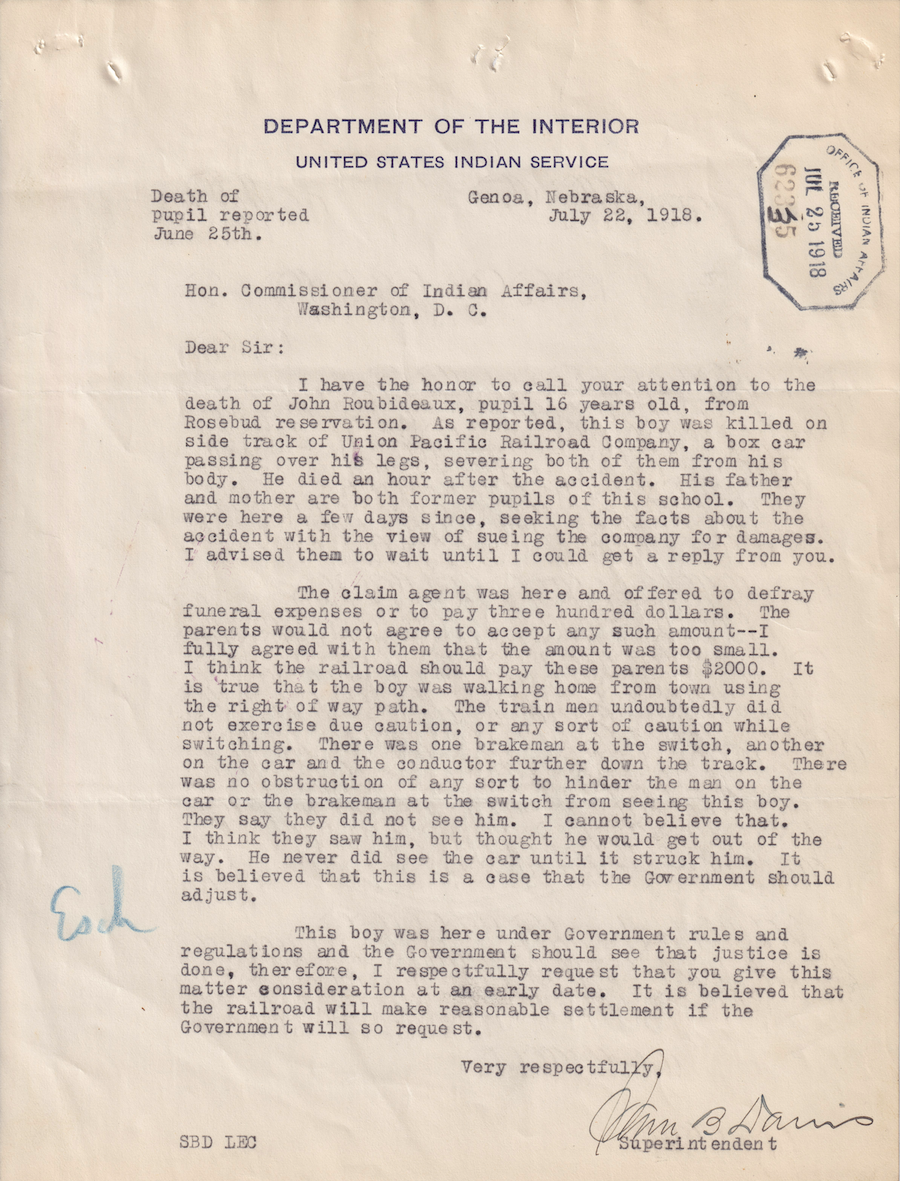 DEPARTMENT OF THE INTERIOR
UNITED STATES INDIAN SERVICE
OFFICE OF INDIAN AFFAIRS
RECEIVED
JUL 25 1918
62335
Death of
pupil reported
June 25th.
Genoa, Nebraska,
July 22, 1918.
Hon. Commissioner of Indian Affairs,
Washington, D. C.
Dear Sir:
I have the honor to call your attention to the
death of John Roubideaux, pupil 16 years old, from
Rosebud reservation. As reported, this boy was killed on
side track of Union Pacific Railroad Company, a box car
passing over his legs, severing both of them from his
body. He died an hour after the accident. His father
and mother are both former pupils of this school. They
were here a few days since, seeking the facts about the
accident with the view of sueing the company for damages.
I advised them to wait until I could get a reply from you.
The claim agent was here and offered to defray
funeral expenses or to pay three hundred dollars. The
parents would not agree to accept any such amount--I
fully agreed with them that the amount was too small.
I think the railroad should pay these parents $2000. It
is true that the boy was walking home from town using
the right of way path. The train men undoubtedly did
not exercise due caution, or any sort of caution while
switching. There was one brakeman at the switch, another
on the car and the conductor further down the track. There
was no obstruction of any sort to hinder the man on the
car or the brakeman at the switch from seeing this boy.
They say they did not see him. I cannot believe that.
I think they saw him, but thought he would get out of the
way. He never did see the car until it struck him. It
is believed that this is a case that the Government should
adjust.
Esch
This boy was here under Government rules and
regulations and the Government should see that justice is
done, therefore, I respectfully request that you give this
matter consideration at an early date. It is believed that
the railroad will make reasonable settlement if the
Government will so request.
Very respectfully,
B Davis
Superintendent
SBD LEC